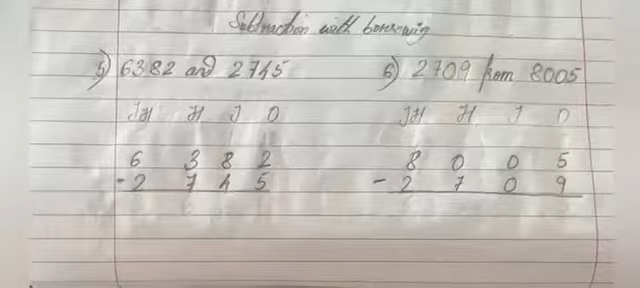 Subtraction with borrowing
5) 6382 and 2745
6) 2709 from 8005
TH H T O
6 3 8 2
- 2 7 4 5
TH H T O
8 0 0 5
- 2 7 0 9